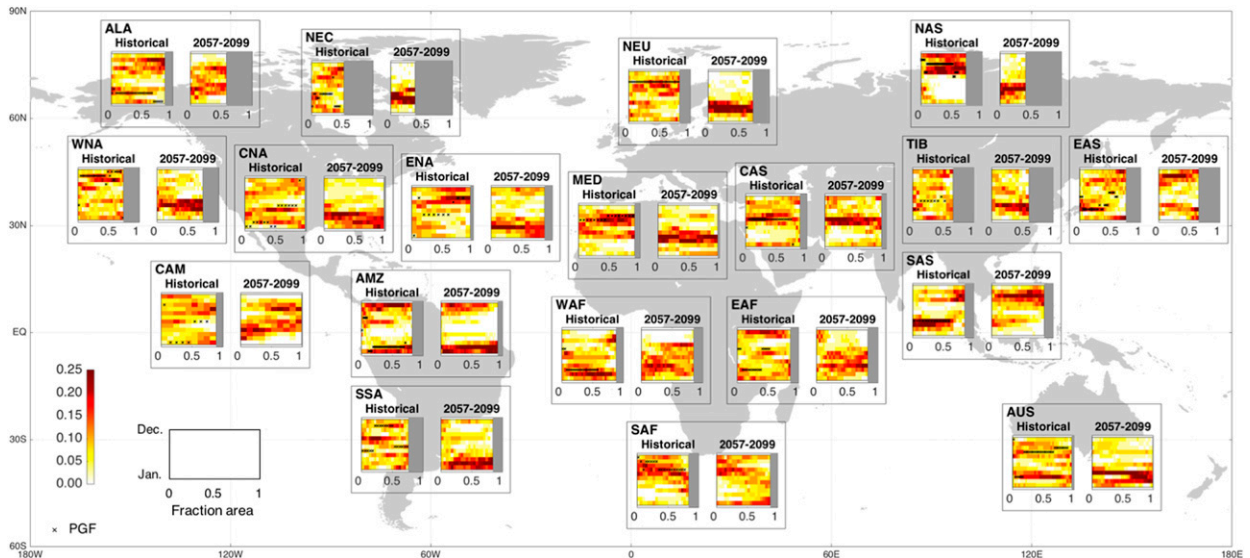 90N
ALA
Historical 2057-2099
0 0.5 1 0 0.5 1
NEC
Historical 2057-2099
0 0.5 1 0 0.5 1
NEU
Historical 2057-2099
0 0.5 1 0 0.5 1
NAS
Historical 2057-2099
0 0.5 1 0 0.5 1
60N
WNA
Historical 2057-2099
0 0.5 1 0 0.5 1
CNA
Historical 2057-2099
0 0.5 1 0 0.5 1
ENA
Historical 2057-2099
0 0.5 1 0 0.5 1
MED
Historical 2057-2099
0 0.5 1 0 0.5 1
CAS
Historical 2057-2099
0 0.5 1 0 0.5 1
TIB
Historical 2057-2099
0 0.5 1 0 0.5 1
EAS
Historical 2057-2099
0 0.5 1 0 0.5 1
30N
CAM
Historical 2057-2099
0 0.5 1 0 0.5 1
AMZ
Historical 2057-2099
0 0.5 1 0 0.5 1
WAF
Historical 2057-2099
0 0.5 1 0 0.5 1
EAF
Historical 2057-2099
0 0.5 1 0 0.5 1
SAS
Historical 2057-2099
0 0.5 1 0 0.5 1
EQ
SSA
Historical 2057-2099
0 0.5 1 0 0.5 1
SAF
Historical 2057-2099
0 0.5 1 0 0.5 1
AUS
Historical 2057-2099
0 0.5 1 0 0.5 1
30S
0.25
0.20
0.15
0.10
0.05
0.00
Dec.
Jan.
0 0.5 1
Fraction area
× PGF
60S
180W 120W 60W 0 60E 120E 180E